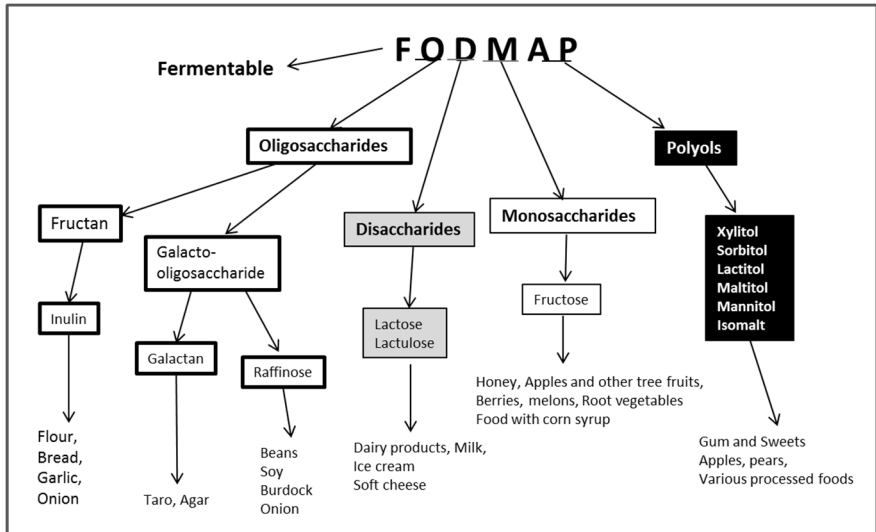 FODMAP
Fermentable
Oligosaccharides
Polyols
Fructan
Galacto-
oligosaccharide
Disaccharides
Monosaccharides
Xylitol
Sorbitol
Lactitol
Maltitol
Mannitol
Isomalt
Inulin
Galactan
Raffinose
Lactose
Lactulose
Fructose
Honey, Apples and other tree fruits,
Berries, melons, Root vegetables
Food with corn syrup
Flour,
Bread,
Garlic,
Onion
Taro, Agar
Beans
Soy
Burdock
Onion
Dairy products, Milk,
Ice cream
Soft cheese
Gum and Sweets
Apples, pears,
Various processed foods